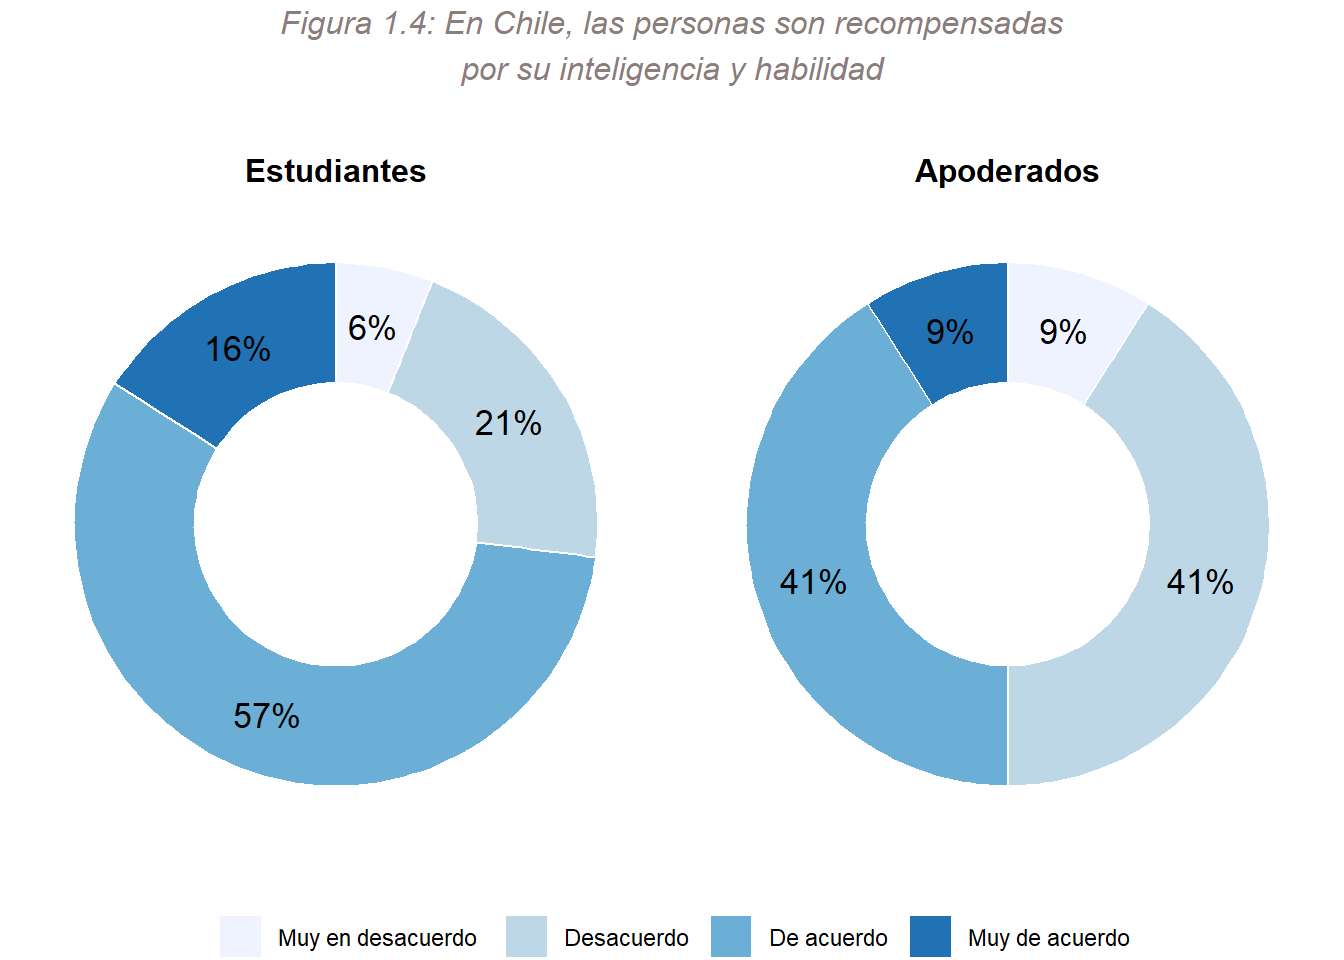 Figura 1.4: En Chile, las personas son recompensadas
por su inteligencia y habilidad
Estudiantes
6%
16%
21%
57%
Apoderados
9%
9%
41%
41%
Muy en desacuerdo
Desacuerdo
De acuerdo
Muy de acuerdo